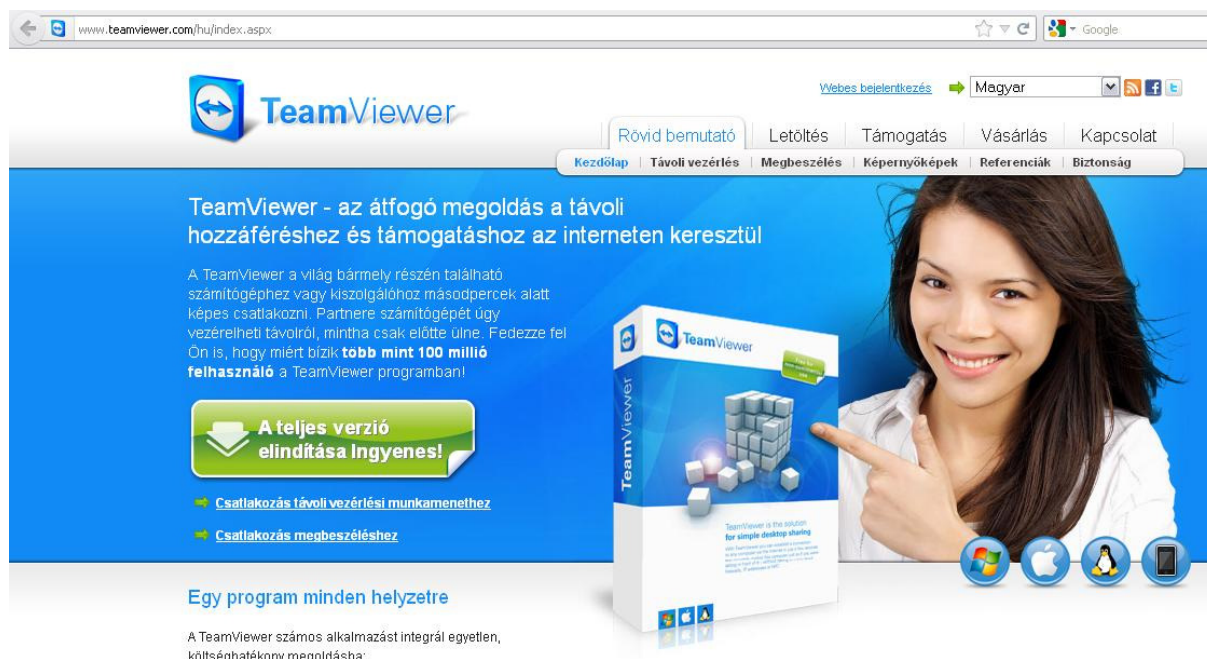 www.teamviewer.com/hu/index.aspx
Google
TeamViewer
Webes bejelentkezés
Magyar
Rövid bemutató
Letöltés
Támogatás
Vásárlás
Kapcsolat
Kezdőlap
Távoli vezérlés
Megbeszélés
Képernyőképek
Referenciák
Biztonság
TeamViewer - az átfogó megoldás a távoli
hozzáféréshez és támogatáshoz az interneten keresztül
A TeamViewer a világ bármely részén található
számítógéphez vagy kiszolgálóhoz másodpercek alatt
képes csatlakozni. Partnere számítógépét úgy
vezérelheti távolról, mintha csak előtte ülne. Fedezze fel
Ön is, hogy miért bízik több mint 100 millió
felhasználó a TeamViewer programban!
A teljes verzió
elindítása Ingyenes!
Csatlakozás távoli vezérlési munkamenethez
Csatlakozás megbeszéléshez
TeamViewer
TeamViewer
TeamViewer is the solution
for simple desktop sharing
Egy program minden helyzetre
A TeamViewer számos alkalmazást integrál egyetlen,
költséghatékony megoldásba: